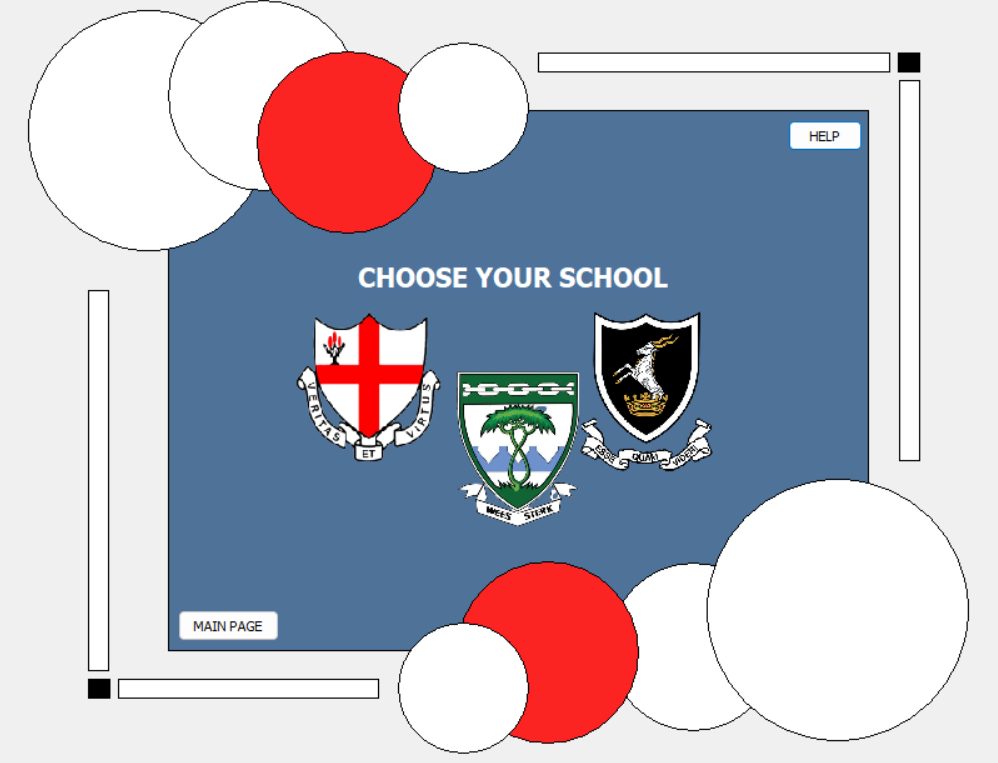 HELP
CHOOSE YOUR SCHOOL
VERITAS ET VIRTUS
ESSE QUAM VIDERI
WEES STERK
MAIN PAGE